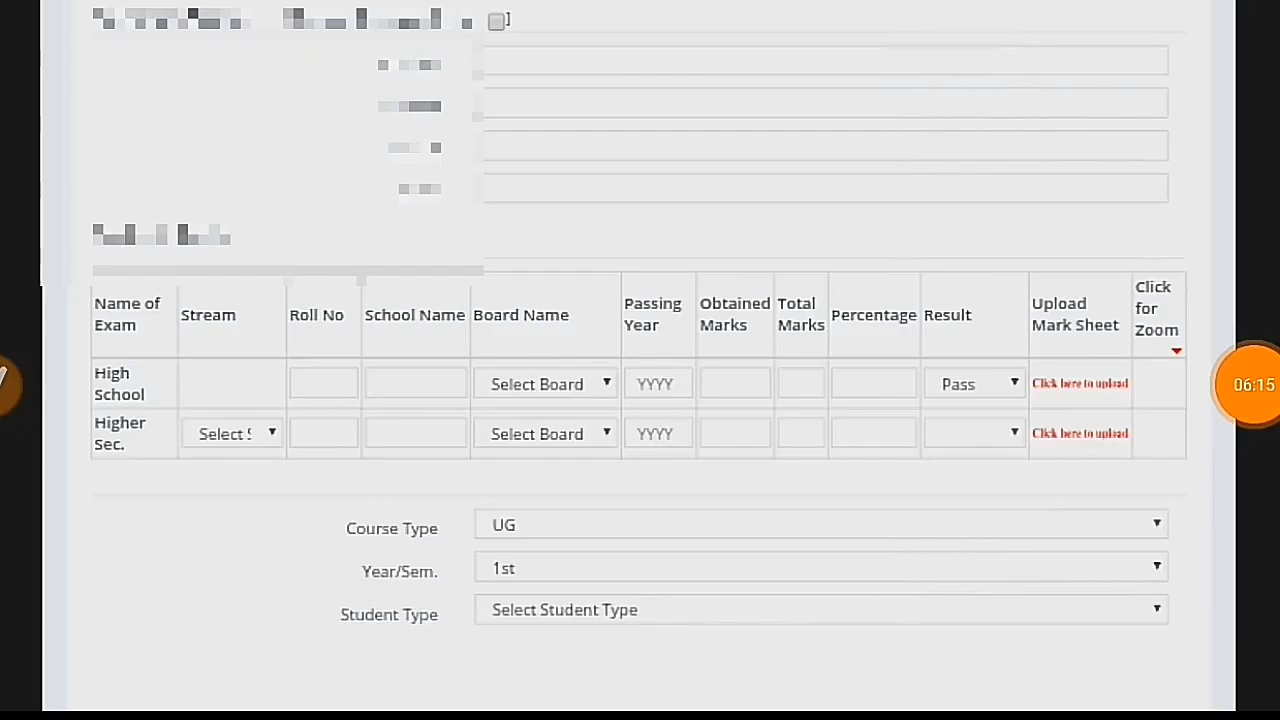 ]
Name of Exam Stream Roll No School Name Board Name Passing Year Obtained Marks Total Marks Percentage Result Upload Mark Sheet Click for Zoom
High School Select Board YYYY Pass Click here to upload
Higher Sec. Select Select Board YYYY Click here to upload
06:15
Course Type UG
Year/Sem. 1st
Student Type Select Student Type